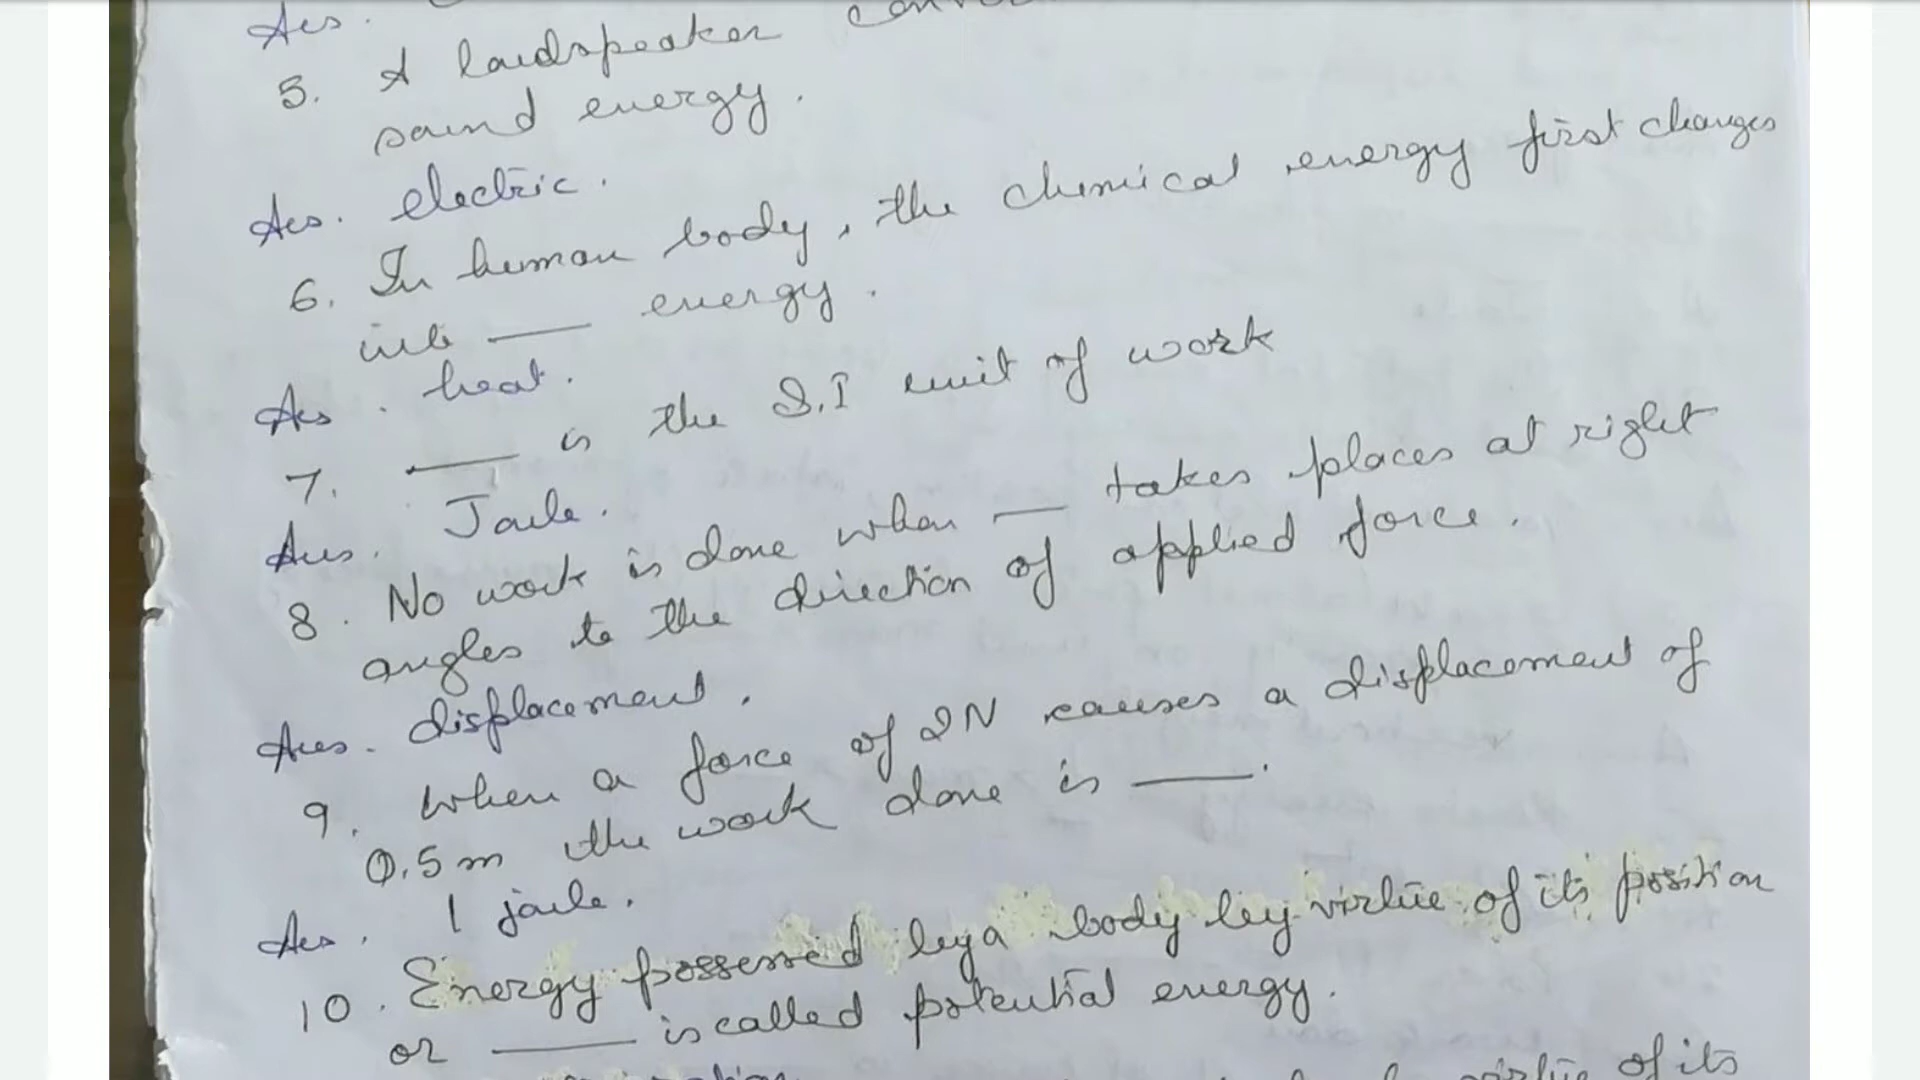 Ans.
5. A loudspeaker
sound energy.
Ans. electric.
6. In human body, the chemical energy first changes
into ___ energy.
Ans. heat.
7. ___ is the S.I unit of work
Ans. Joule.
8. No work is done when ___ takes places at right
angles to the direction of applied force.
Ans. displacement.
9. When a force of 2N causes a displacement of
0.5m the work done is ___.
Ans. 1 joule.
10. Energy possessed by a body by virtue of its position
or ___ is called potential energy.
virtue of its